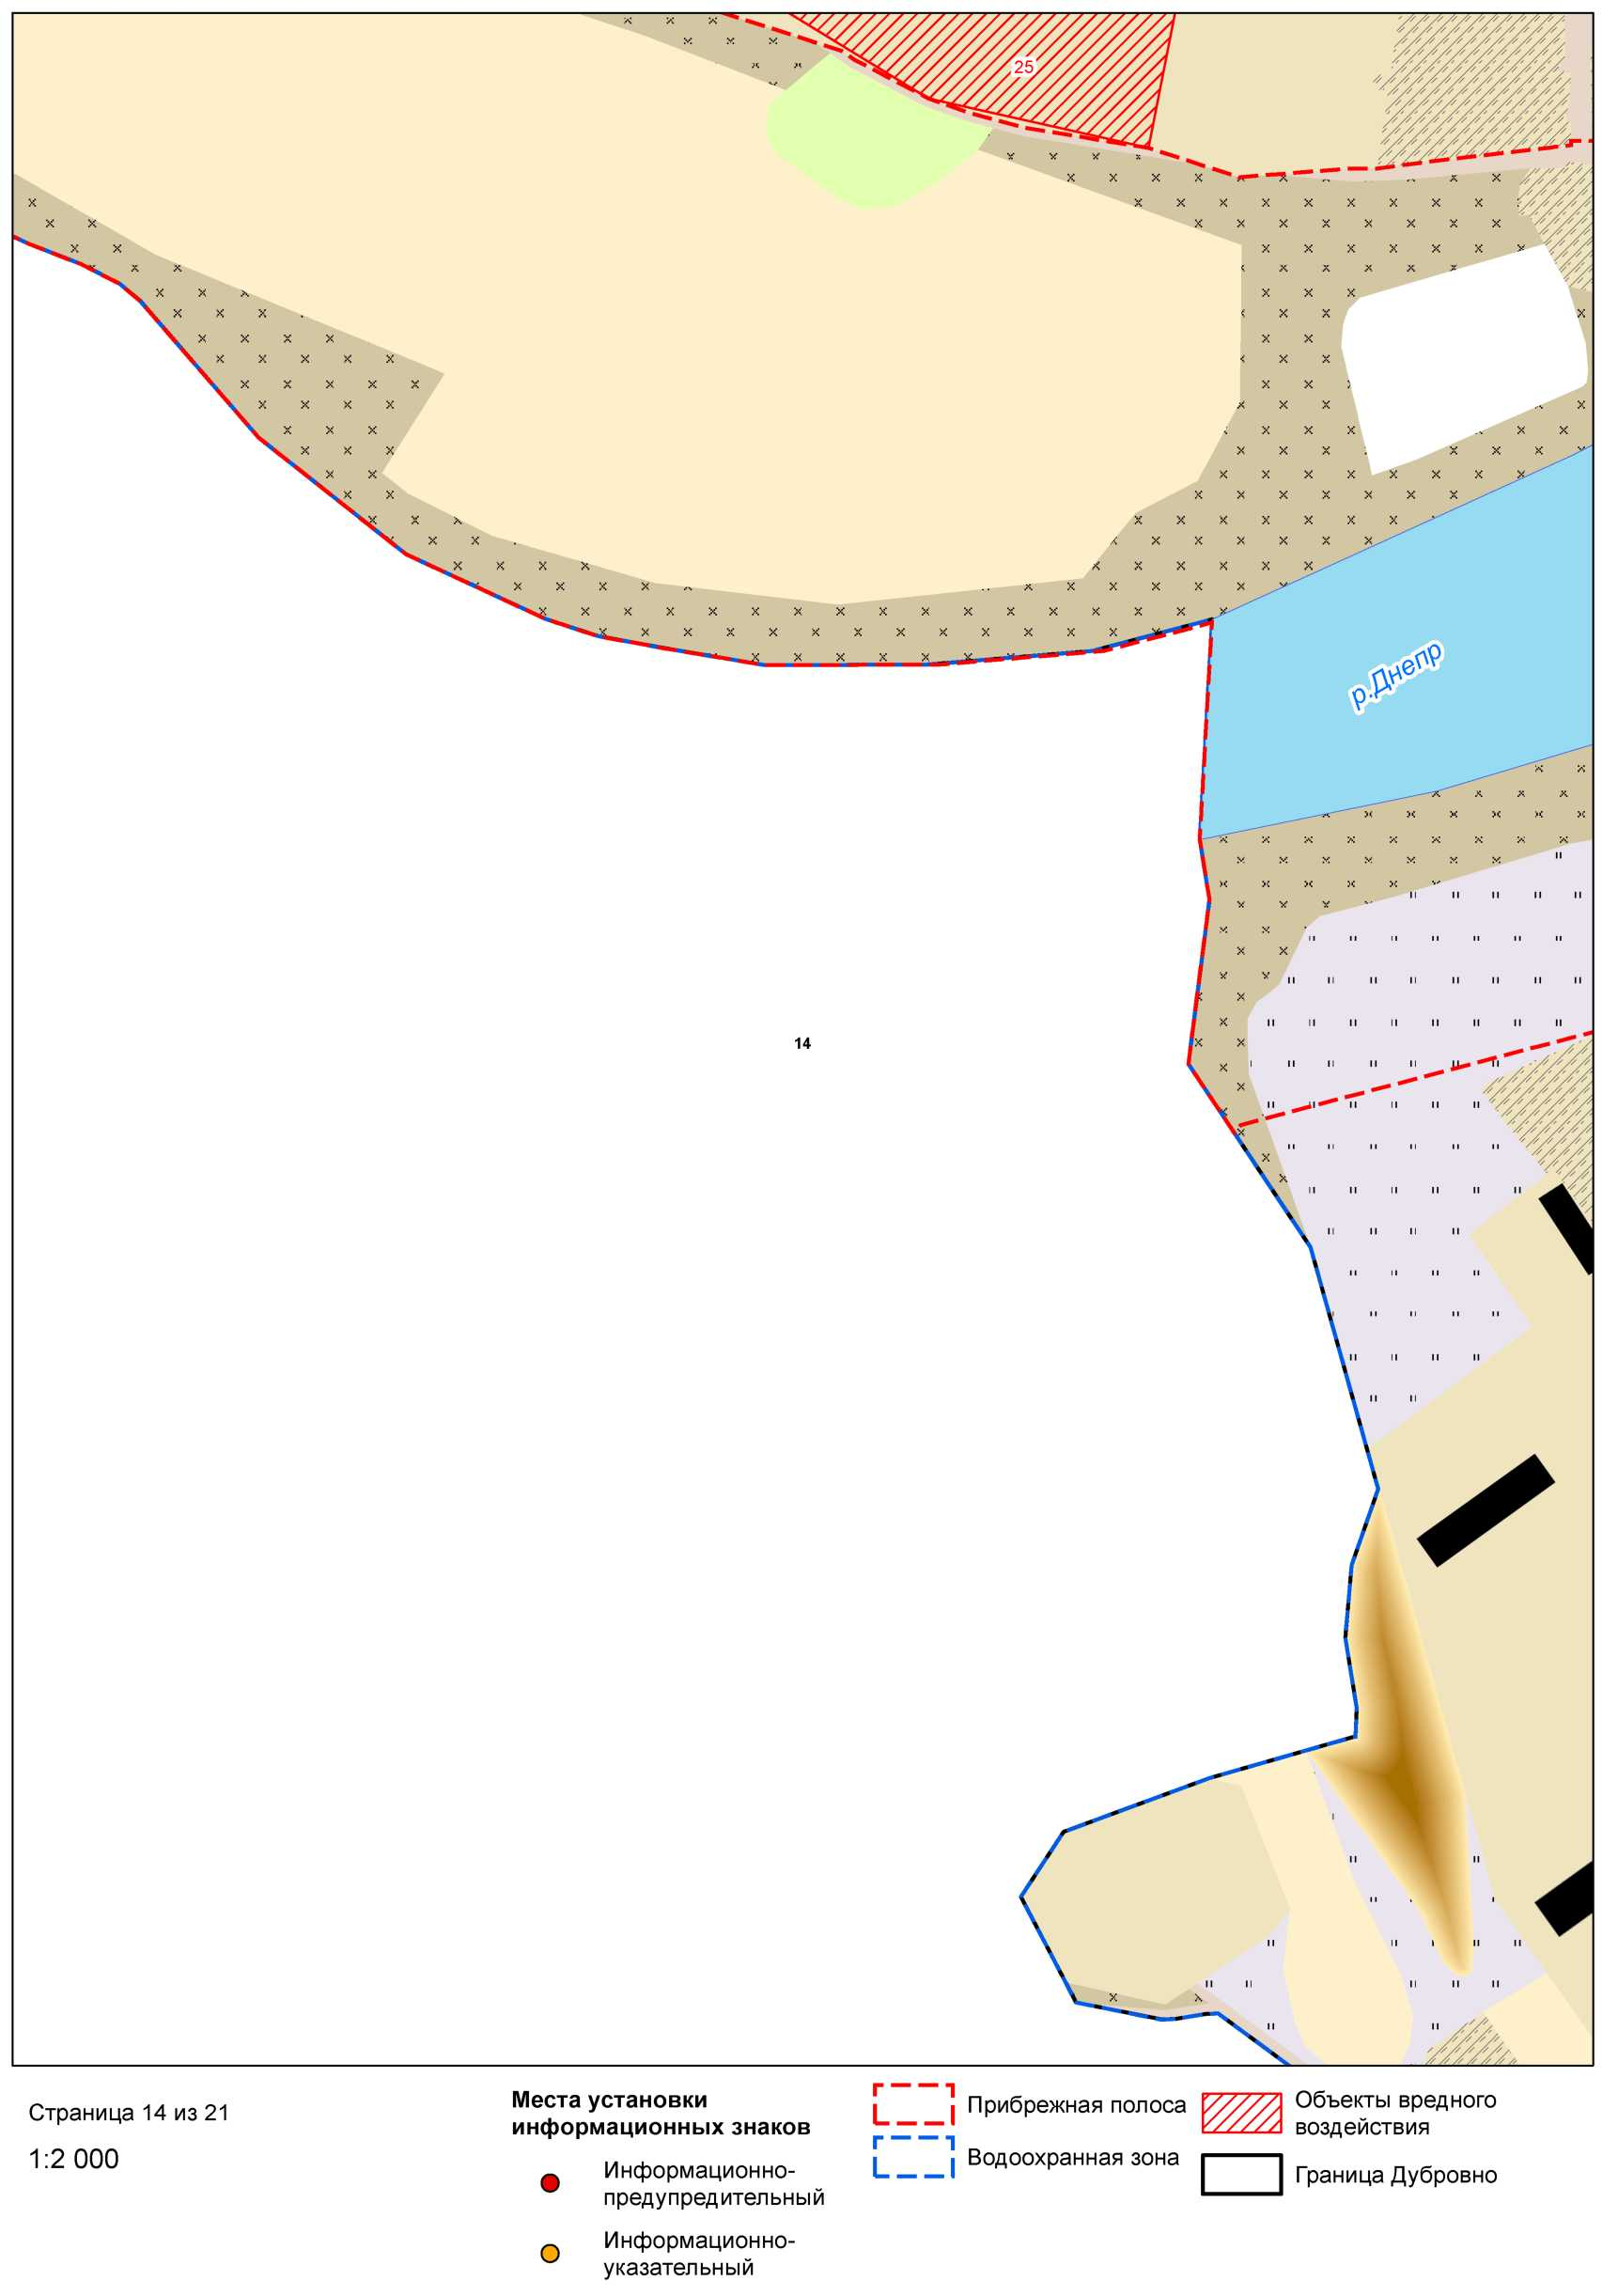 25
р.Днепр
14
Страница 14 из 21
1:2 000
Места установки
информационных знаков
Информационно-
предупредительный
Информационно-
указательный
Прибрежная полоса
Водоохранная зона
Объекты вредного
воздействия
Граница Дубровно